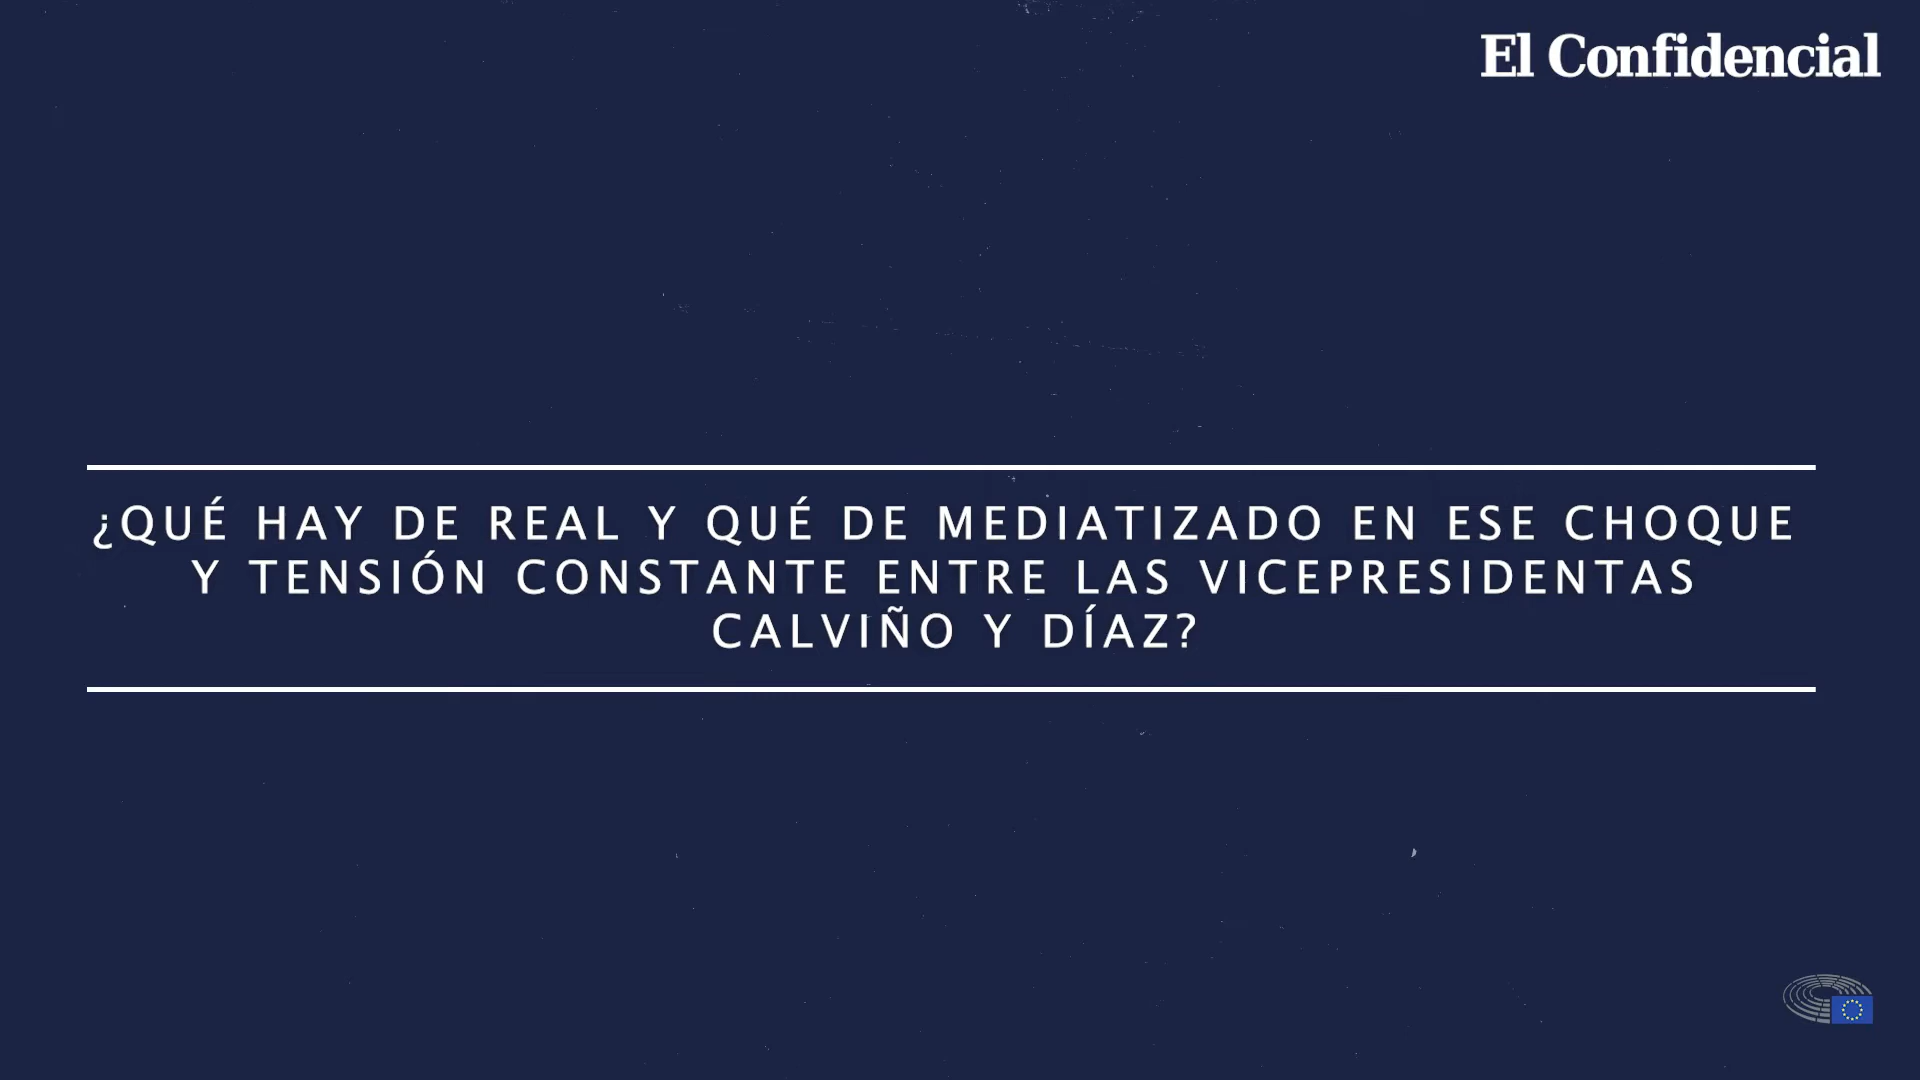 El Confidencial
¿QUÉ HAY DE REAL Y QUÉ DE MEDIATIZADO EN ESE CHOQUE
Y TENSIÓN CONSTANTE ENTRE LAS VICEPRESIDENTAS
CALVIÑO Y DÍAZ?